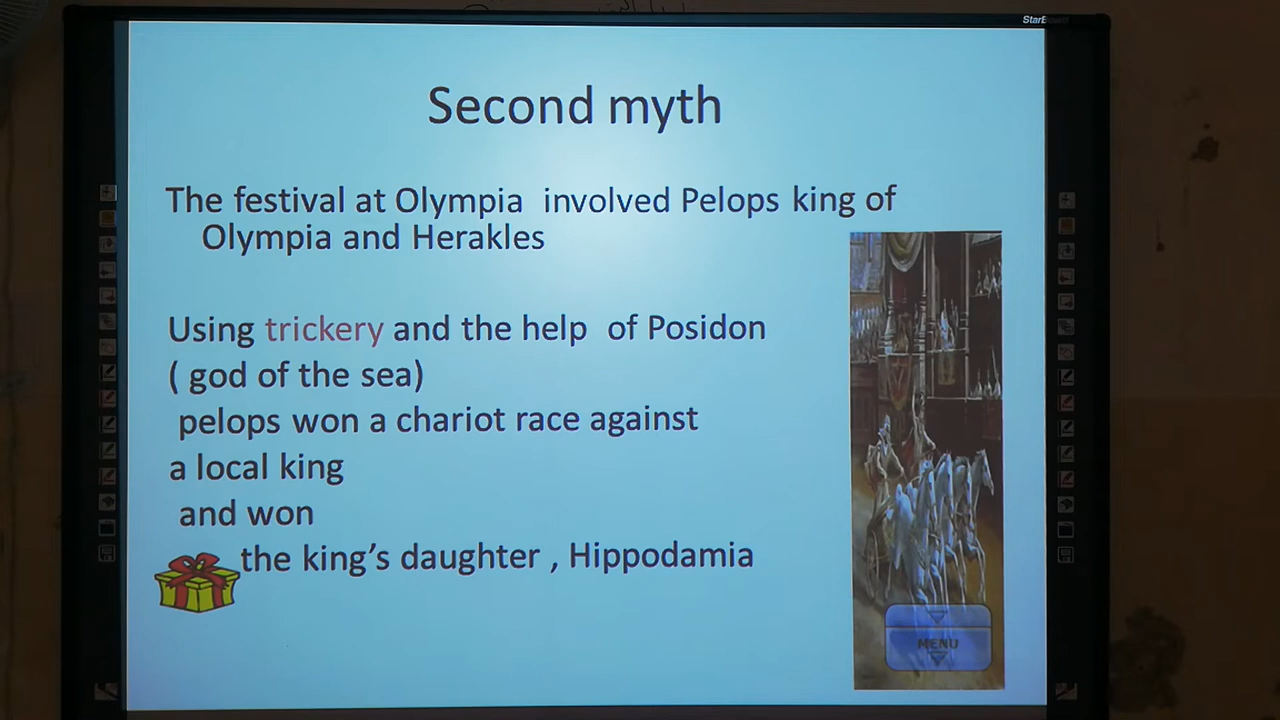 Second myth
The festival at Olympia involved Pelops king of
Olympia and Herakles
Using trickery and the help of Posidon
( god of the sea)
pelops won a chariot race against
a local king
and won
the king's daughter , Hippodamia
MENU